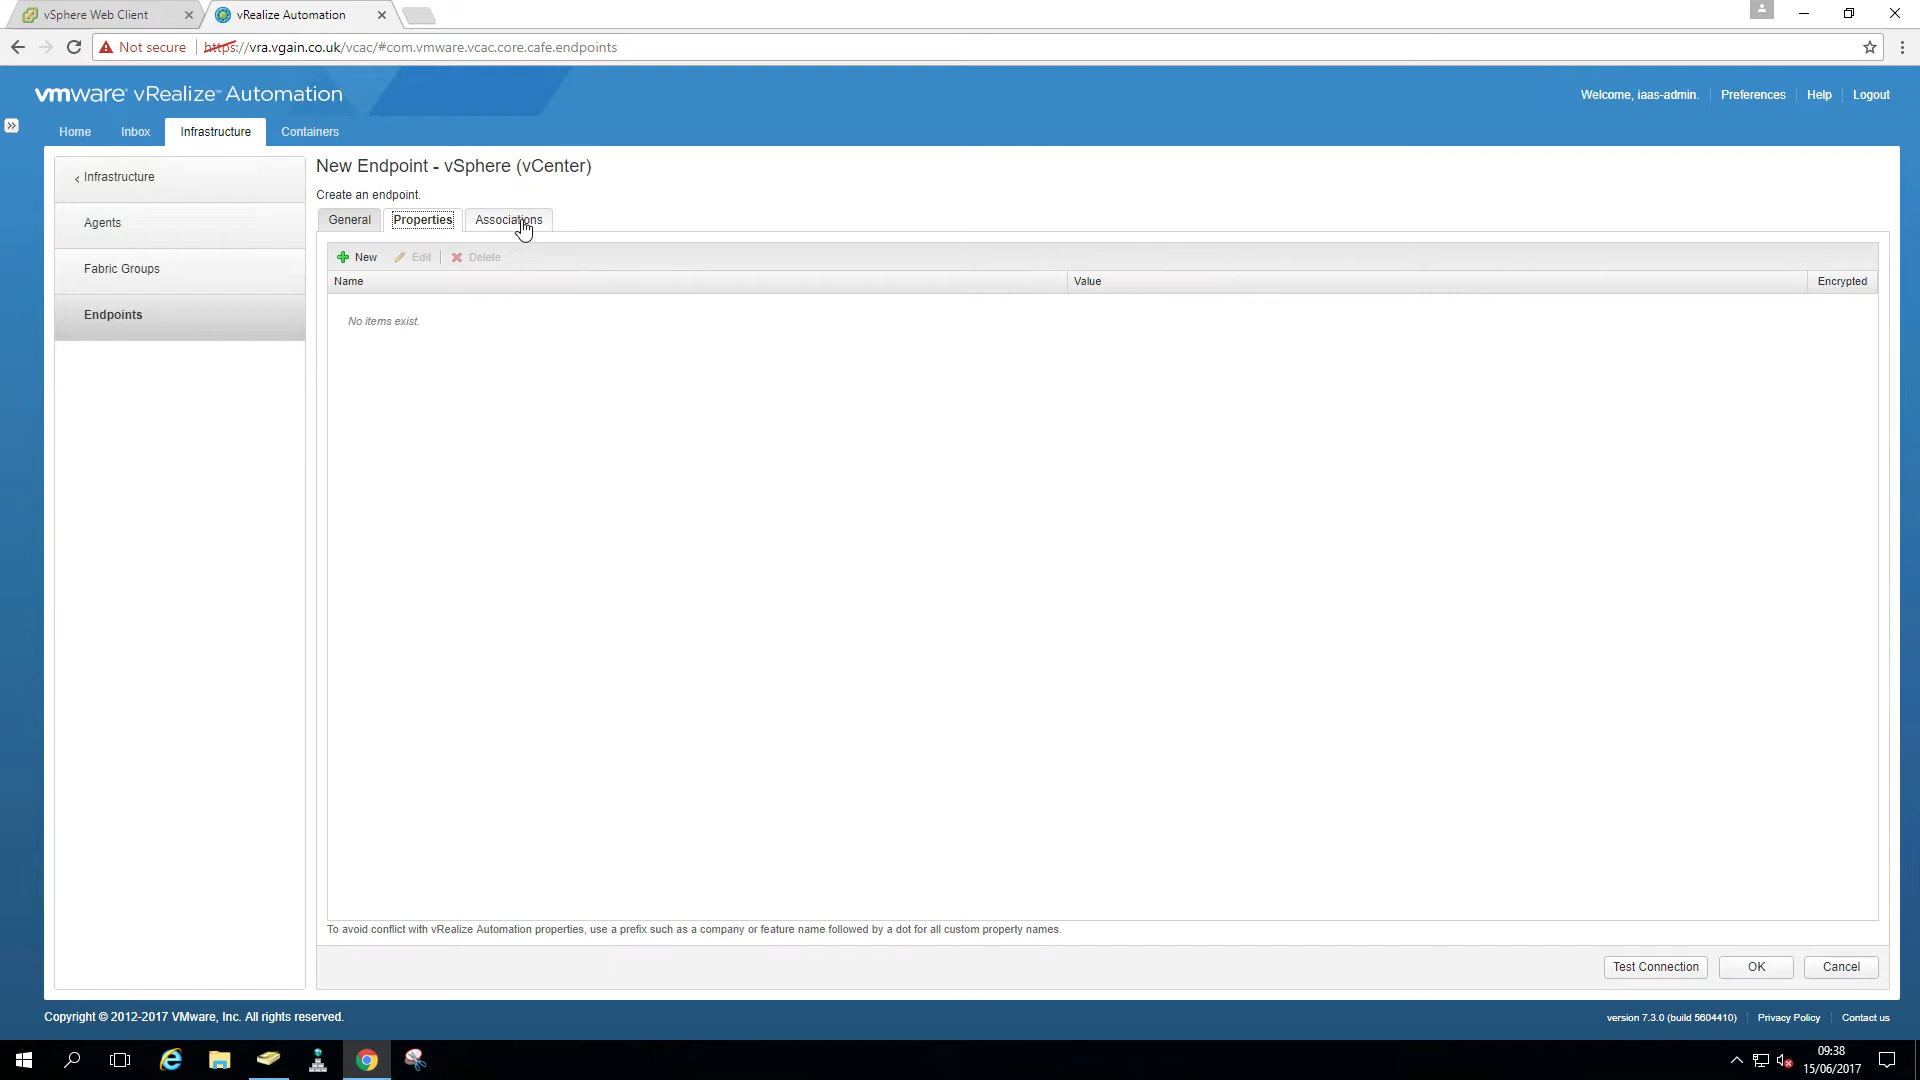 vSphere Web Client
vRealize Automation
Not secure
https://vra.vgain.co.uk/vcac/#com.vmware.vcac.core.cafe.endpoints
vmware vRealize™ Automation
Welcome, iaas-admin.
Preferences
Help
Logout
Home
Inbox
Infrastructure
Containers
Infrastructure
Agents
Fabric Groups
Endpoints
New Endpoint - vSphere (vCenter)
Create an endpoint.
General
Properties
Associations
New
Edit
Delete
Name
Value
Encrypted
No items exist.
To avoid conflict with vRealize Automation properties, use a prefix such as a company or feature name followed by a dot for all custom property names.
Test Connection
OK
Cancel
Copyright © 2012-2017 VMware, Inc. All rights reserved.
version 7.3.0 (build 5604410)
Privacy Policy
Contact us
09:38
15/06/2017